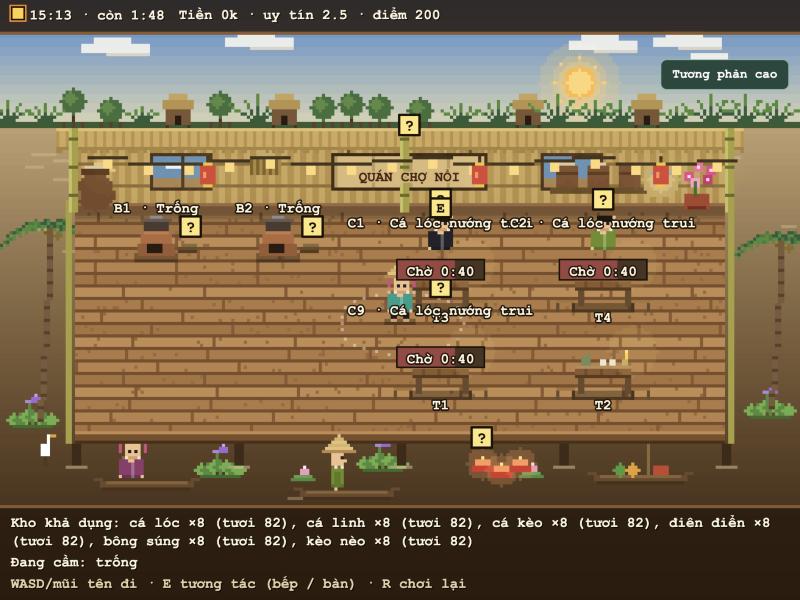 15:13 · còn 1:48 Tiền 0k · uy tín 2.5 · điểm 200
Tương phản cao
?
QUÁN CHỢ NỔI
B1 · Trống
B2 · Trống
E
?
?
?
C1 · Cá lóc nướng t
C2i · Cá lóc nướng trui
Chờ 0:40
Chờ 0:40
?
C9 · Cá lóc nướng trui
T3
T4
Chờ 0:40
T1
T2
?
Kho khả dụng: cá lóc ×8 (tươi 82), cá linh ×8 (tươi 82), cá kèo ×8 (tươi 82), điên điển ×8
(tươi 82), bông súng ×8 (tươi 82), kèo nèo ×8 (tươi 82)
Đang cầm: trống
WASD/mũi tên đi · E tương tác (bếp / bàn) · R chơi lại